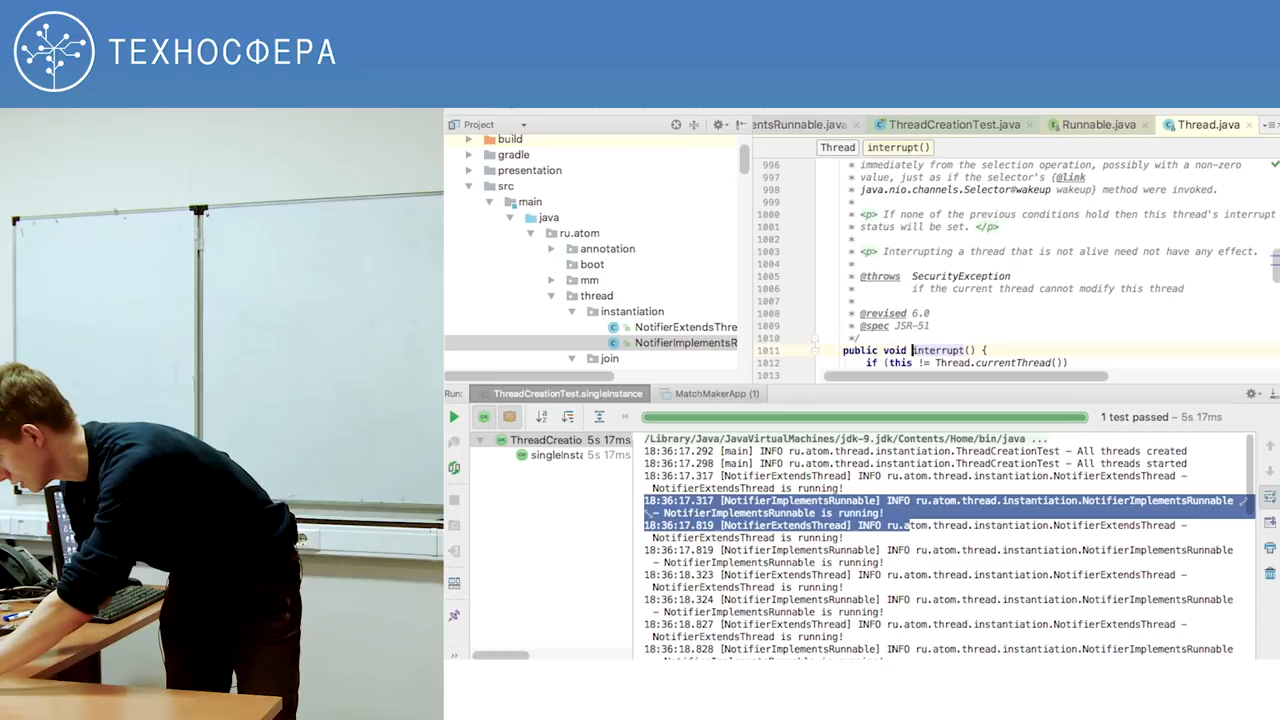 ТЕХНОСФЕРА
Project
build
gradle
presentation
src
main
java
ru.atom
annotation
boot
mm
thread
instantiation
NotifierExtendsThre
NotifierImplementsR
join
entsRunnable.java
ThreadCreationTest.java
Runnable.java
Thread.java
Thread
interrupt()
996 * immediately from the selection operation, possibly with a non-zero
997 * value, just as if the selector's {@link
998 * java.nio.channels.Selector#wakeup wakeup} method were invoked.
999 *
1000 * <p> If none of the previous conditions hold then this thread's interrupt
1001 * status will be set. </p>
1002 *
1003 * <p> Interrupting a thread that is not alive need not have any effect.
1004 *
1005 * @throws SecurityException
1006 * if the current thread cannot modify this thread
1007 *
1008 * @revised 6.0
1009 * @spec JSR-51
1010 */
1011 public void interrupt() {
1012 if (this != Thread.currentThread())
1013
Run:
ThreadCreationTest.singleInstance
MatchMakerApp (1)
1 test passed – 5s 17ms
ThreadCreatio 5s 17ms
singleInsta 5s 17ms
/Library/Java/JavaVirtualMachines/jdk-9.jdk/Contents/Home/bin/java ...
18:36:17.292 [main] INFO ru.atom.thread.instantiation.ThreadCreationTest – All threads created
18:36:17.298 [main] INFO ru.atom.thread.instantiation.ThreadCreationTest – All threads started
18:36:17.317 [NotifierExtendsThread] INFO ru.atom.thread.instantiation.NotifierExtendsThread –
NotifierExtendsThread is running!
18:36:17.317 [NotifierImplementsRunnable] INFO ru.atom.thread.instantiation.NotifierImplementsRunnable
– NotifierImplementsRunnable is running!
18:36:17.819 [NotifierExtendsThread] INFO ru.atom.thread.instantiation.NotifierExtendsThread –
NotifierExtendsThread is running!
18:36:17.819 [NotifierImplementsRunnable] INFO ru.atom.thread.instantiation.NotifierImplementsRunnable
– NotifierImplementsRunnable is running!
18:36:18.323 [NotifierExtendsThread] INFO ru.atom.thread.instantiation.NotifierExtendsThread –
NotifierExtendsThread is running!
18:36:18.324 [NotifierImplementsRunnable] INFO ru.atom.thread.instantiation.NotifierImplementsRunnable
– NotifierImplementsRunnable is running!
18:36:18.827 [NotifierExtendsThread] INFO ru.atom.thread.instantiation.NotifierExtendsThread –
NotifierExtendsThread is running!
18:36:18.828 [NotifierImplementsRunnable] INFO ru.atom.thread.instantiation.NotifierImplementsRunnable